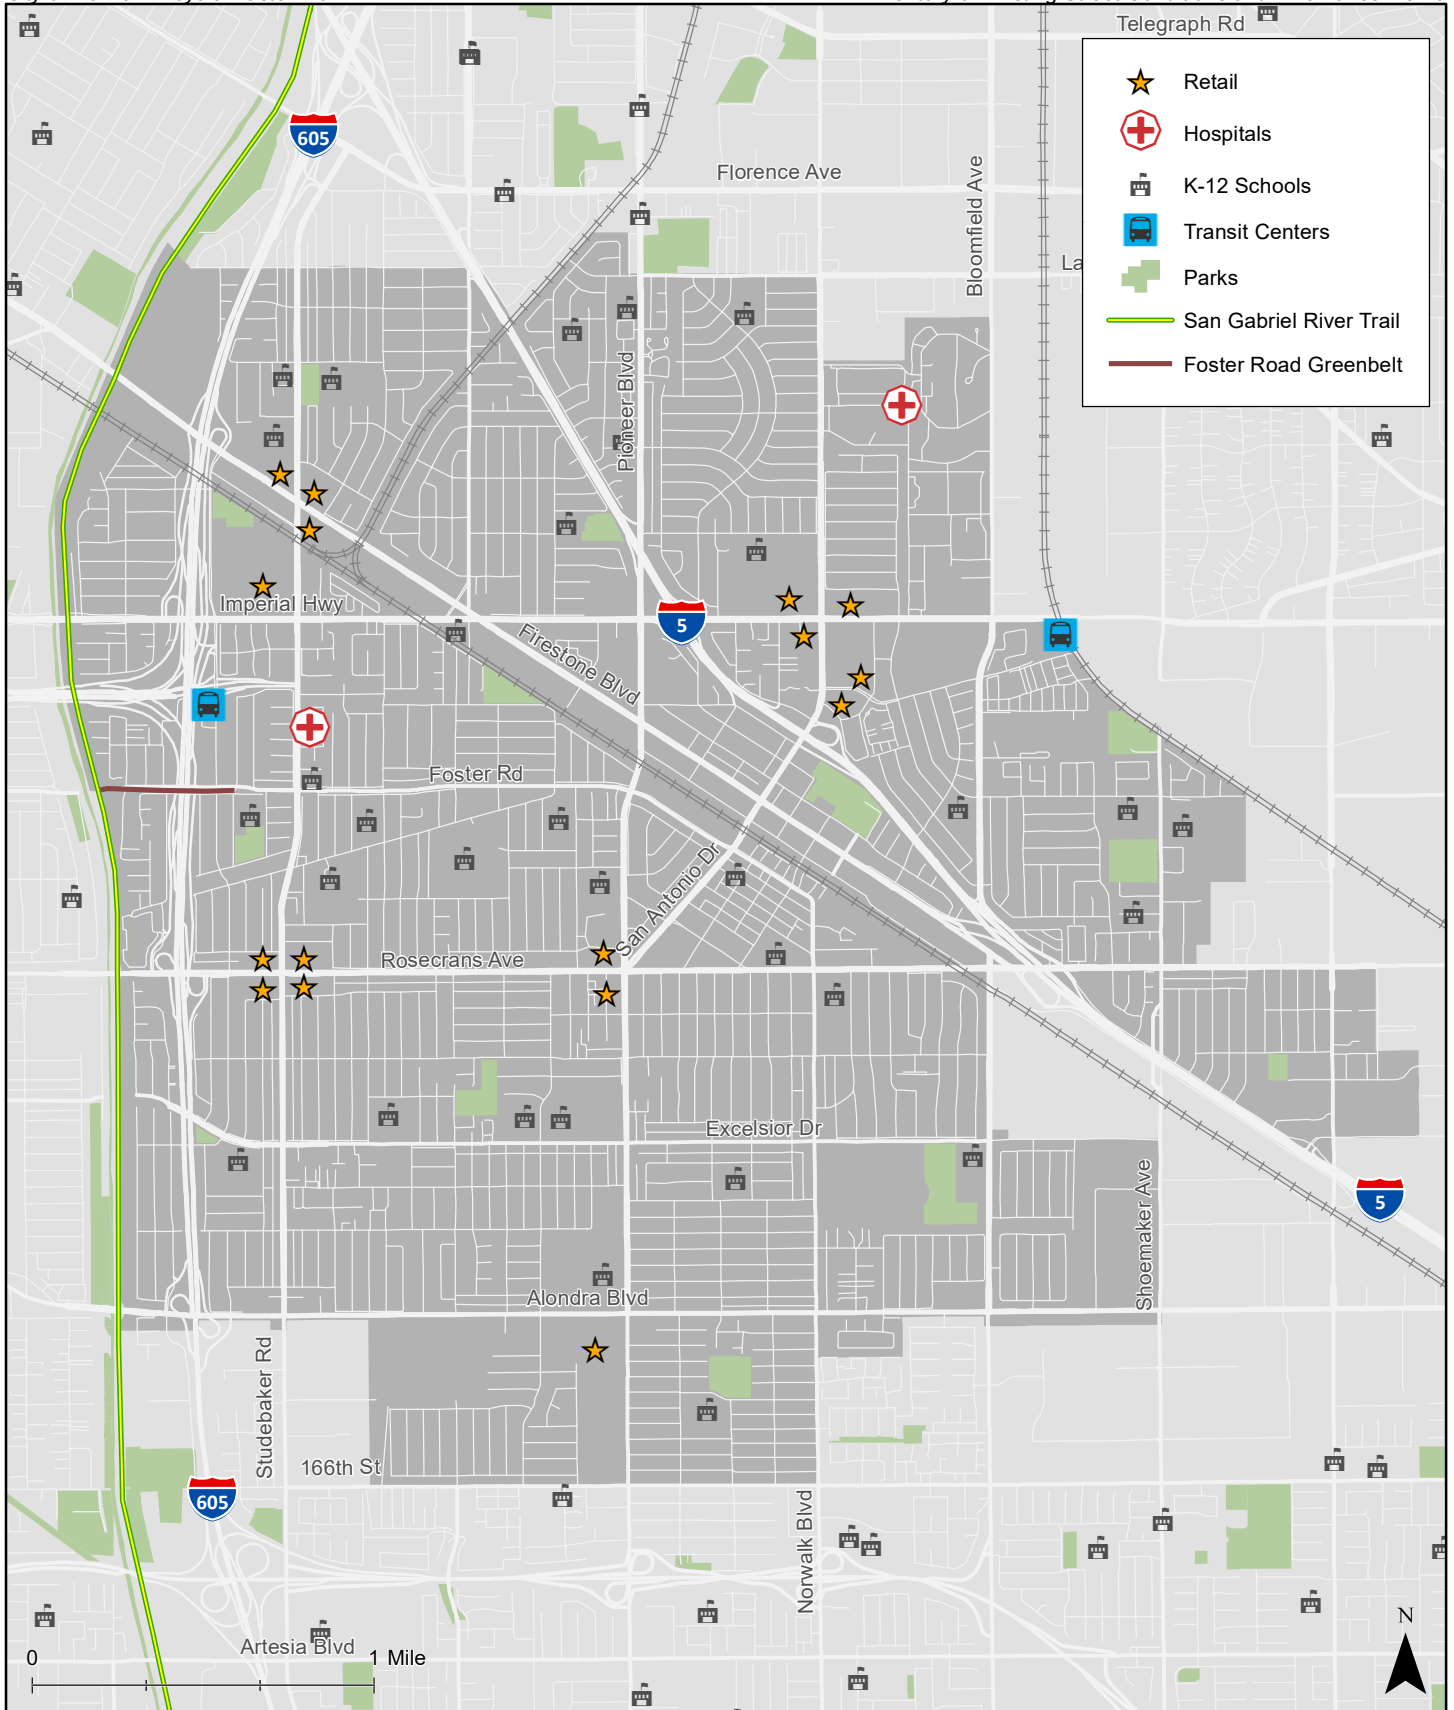 Telegraph Rd
Retail
Hospitals
K-12 Schools
Transit Centers
Parks
San Gabriel River Trail
Foster Road Greenbelt
605
Florence Ave
Bloomfield Ave
La
Pioneer Blvd
Imperial Hwy
5
Firestone Blvd
Foster Rd
San Antonio Dr
Rosecrans Ave
Excelsior Dr
Shoemaker Ave
5
Alondra Blvd
Studebaker Rd
166th St
605
Norwalk Blvd
Artesia Blvd
0
1 Mile
N